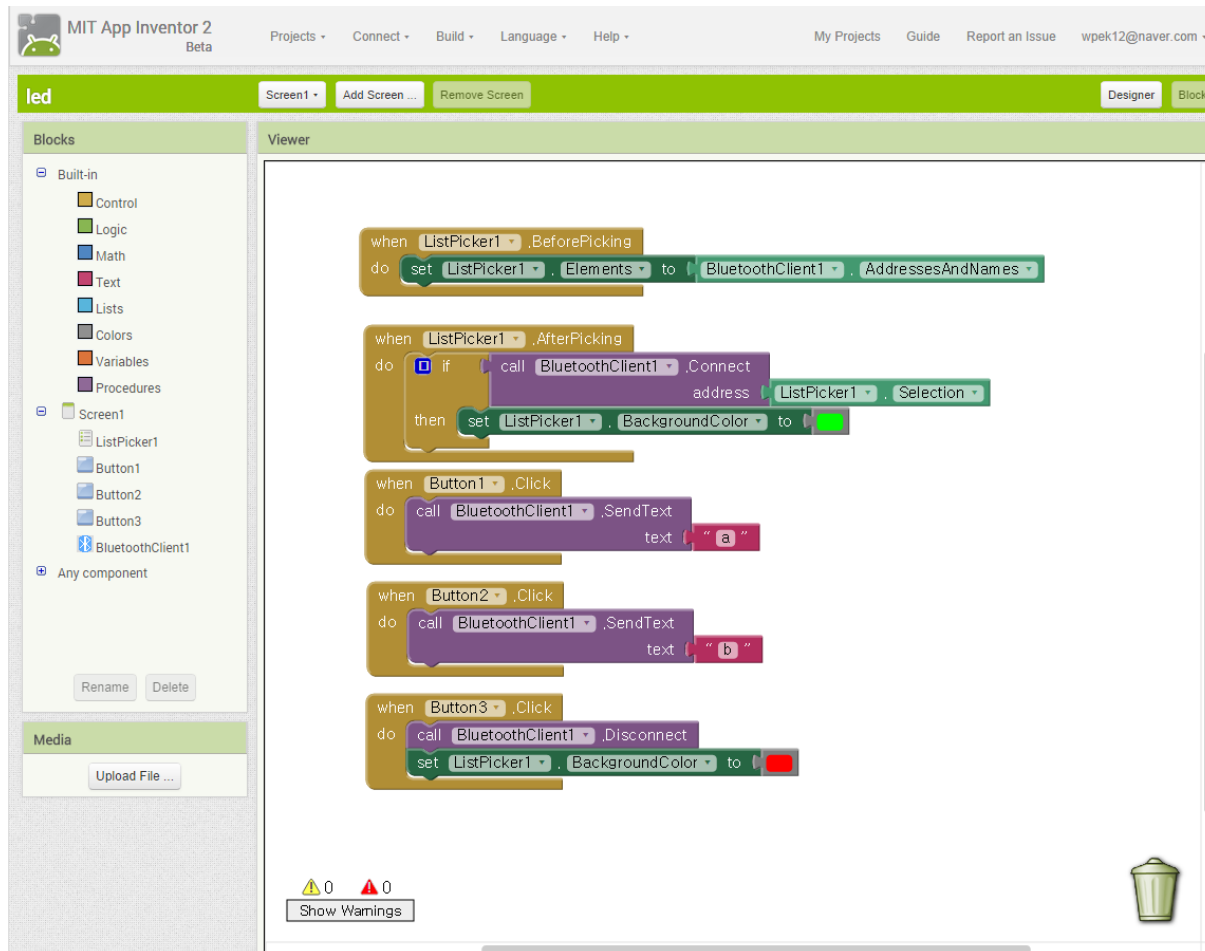 MIT App Inventor 2
Beta
Projects Connect Build Language Help My Projects Guide Report an Issue wpek12@naver.com
led Screen1 Add Screen ... Remove Screen Designer Block
Blocks
Built-in
Control
Logic
Math
Text
Lists
Colors
Variables
Procedures
Screen1
ListPicker1
Button1
Button2
Button3
BluetoothClient1
Any component
Rename Delete
Media
Upload File ...
Viewer
when ListPicker1 .BeforePicking
do set ListPicker1 . Elements to BluetoothClient1 . AddressesAndNames
when ListPicker1 .AfterPicking
do if call BluetoothClient1 .Connect
address ListPicker1 . Selection
then set ListPicker1 . BackgroundColor to
when Button1 .Click
do call BluetoothClient1 .SendText
text " a "
when Button2 .Click
do call BluetoothClient1 .SendText
text " b "
when Button3 .Click
do call BluetoothClient1 .Disconnect
set ListPicker1 . BackgroundColor to
0 0
Show Warnings